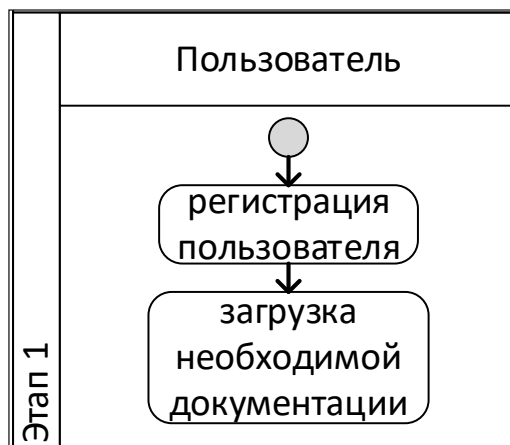 Пользователь
регистрация
пользователя
загрузка
необходимой
документации
Этап 1